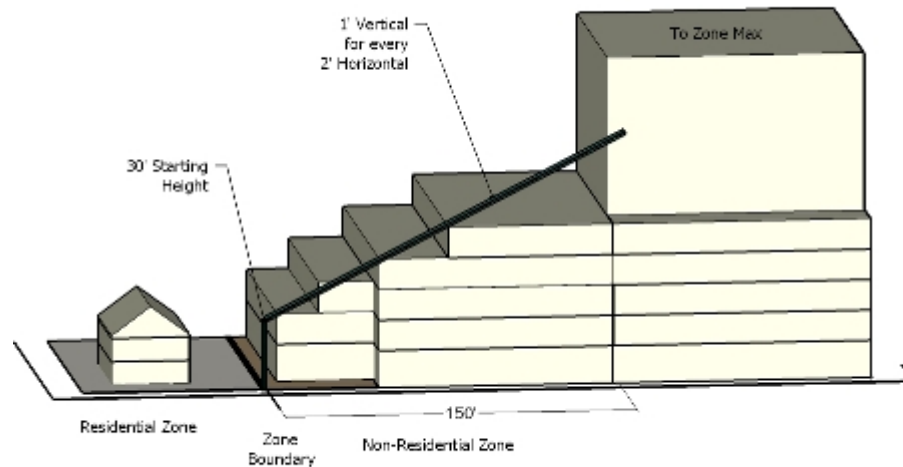 1' Vertical
for every
2' Horizontal
To Zone Max
30' Starting
Height
150'
Residential Zone
Zone
Boundary
Non-Residential Zone